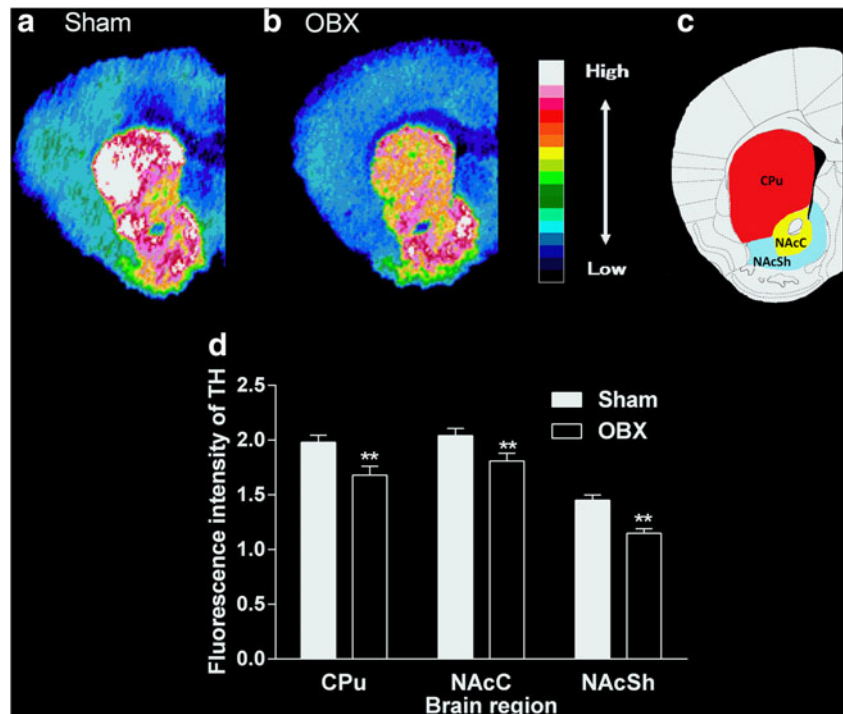 a Sham
b OBX
c
High
Low
CPu
NAcC
NAcSh
d
Fluorescence intensity of TH
2.5
2.0
1.5
1.0
0.5
0.0
Sham
OBX
**
**
**
CPu NAcC NAcSh
Brain region